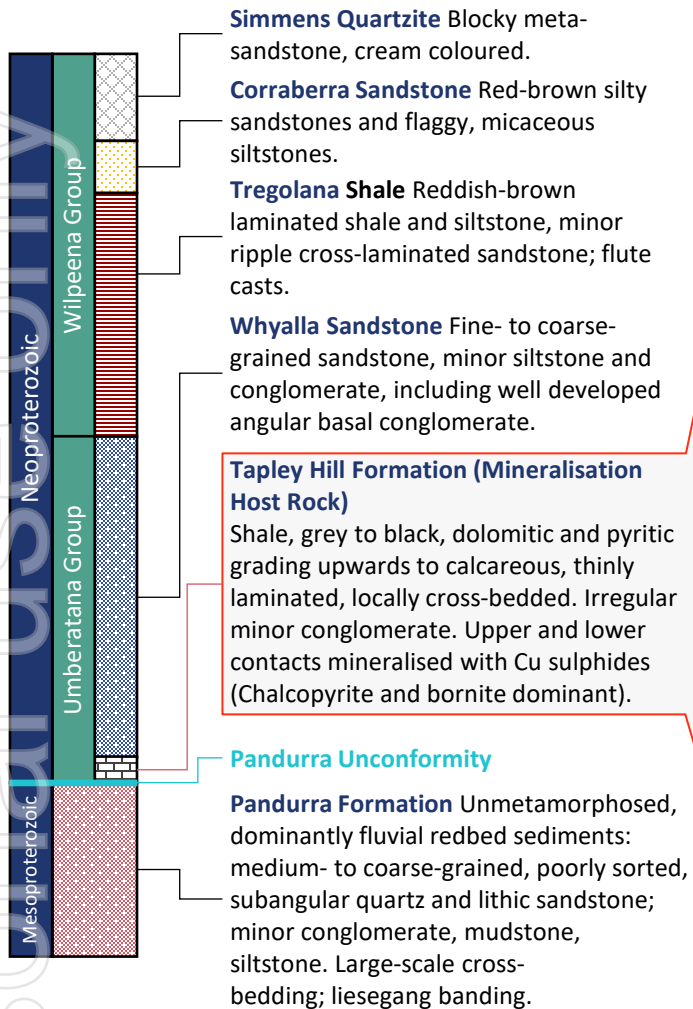 Simmens Quartzite Blocky meta-
sandstone, cream coloured.
Corraberra Sandstone Red-brown silty
sandstones and flaggy, micaceous
siltstones.
Tregolana Shale Reddish-brown
laminated shale and siltstone, minor
ripple cross-laminated sandstone; flute
casts.
Whyalla Sandstone Fine- to coarse-
grained sandstone, minor siltstone and
conglomerate, including well developed
angular basal conglomerate.
Tapley Hill Formation (Mineralisation
Host Rock)
Shale, grey to black, dolomitic and pyritic
grading upwards to calcareous, thinly
laminated, locally cross-bedded. Irregular
minor conglomerate. Upper and lower
contacts mineralised with Cu sulphides
(Chalcopyrite and bornite dominant).
Pandurra Unconformity
Pandurra Formation Unmetamorphosed,
dominantly fluvial redbed sediments:
medium- to coarse-grained, poorly sorted,
subangular quartz and lithic sandstone;
minor conglomerate, mudstone,
siltstone. Large-scale cross-
bedding; liesegang banding.
Neoproterozoic
Mesoproterozoic
Wilpeena Group
Umberatana Group
use only